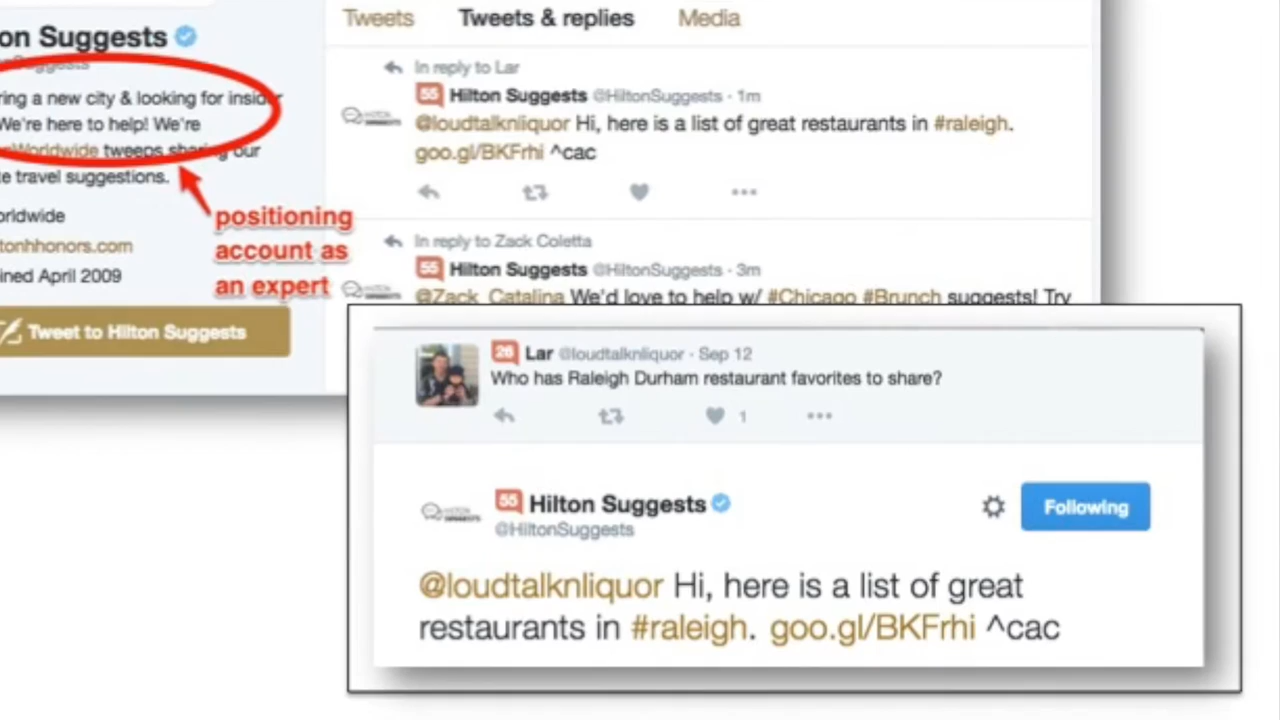 on Suggests
Tweets Tweets & replies Media
ring a new city & looking for insider
We're here to help! We're
Worldwide tweeps sharing our
te travel suggestions.
orldwide
tonhhonors.com
ined April 2009
Tweet to Hilton Suggests
positioning
account as
an expert
In reply to Lar
55 Hilton Suggests @HiltonSuggests · 1m
@loudtalknliquor Hi, here is a list of great restaurants in #raleigh.
goo.gl/BKFrhi ^cac
In reply to Zack Coletta
55 Hilton Suggests @HiltonSuggests · 3m
@Zack_Catalina We'd love to help w/ #Chicago #Brunch suggests! Try
26 Lar @loudtalknliquor · Sep 12
Who has Raleigh Durham restaurant favorites to share?
1
55 Hilton Suggests
@HiltonSuggests
Following
@loudtalknliquor Hi, here is a list of great
restaurants in #raleigh. goo.gl/BKFrhi ^cac